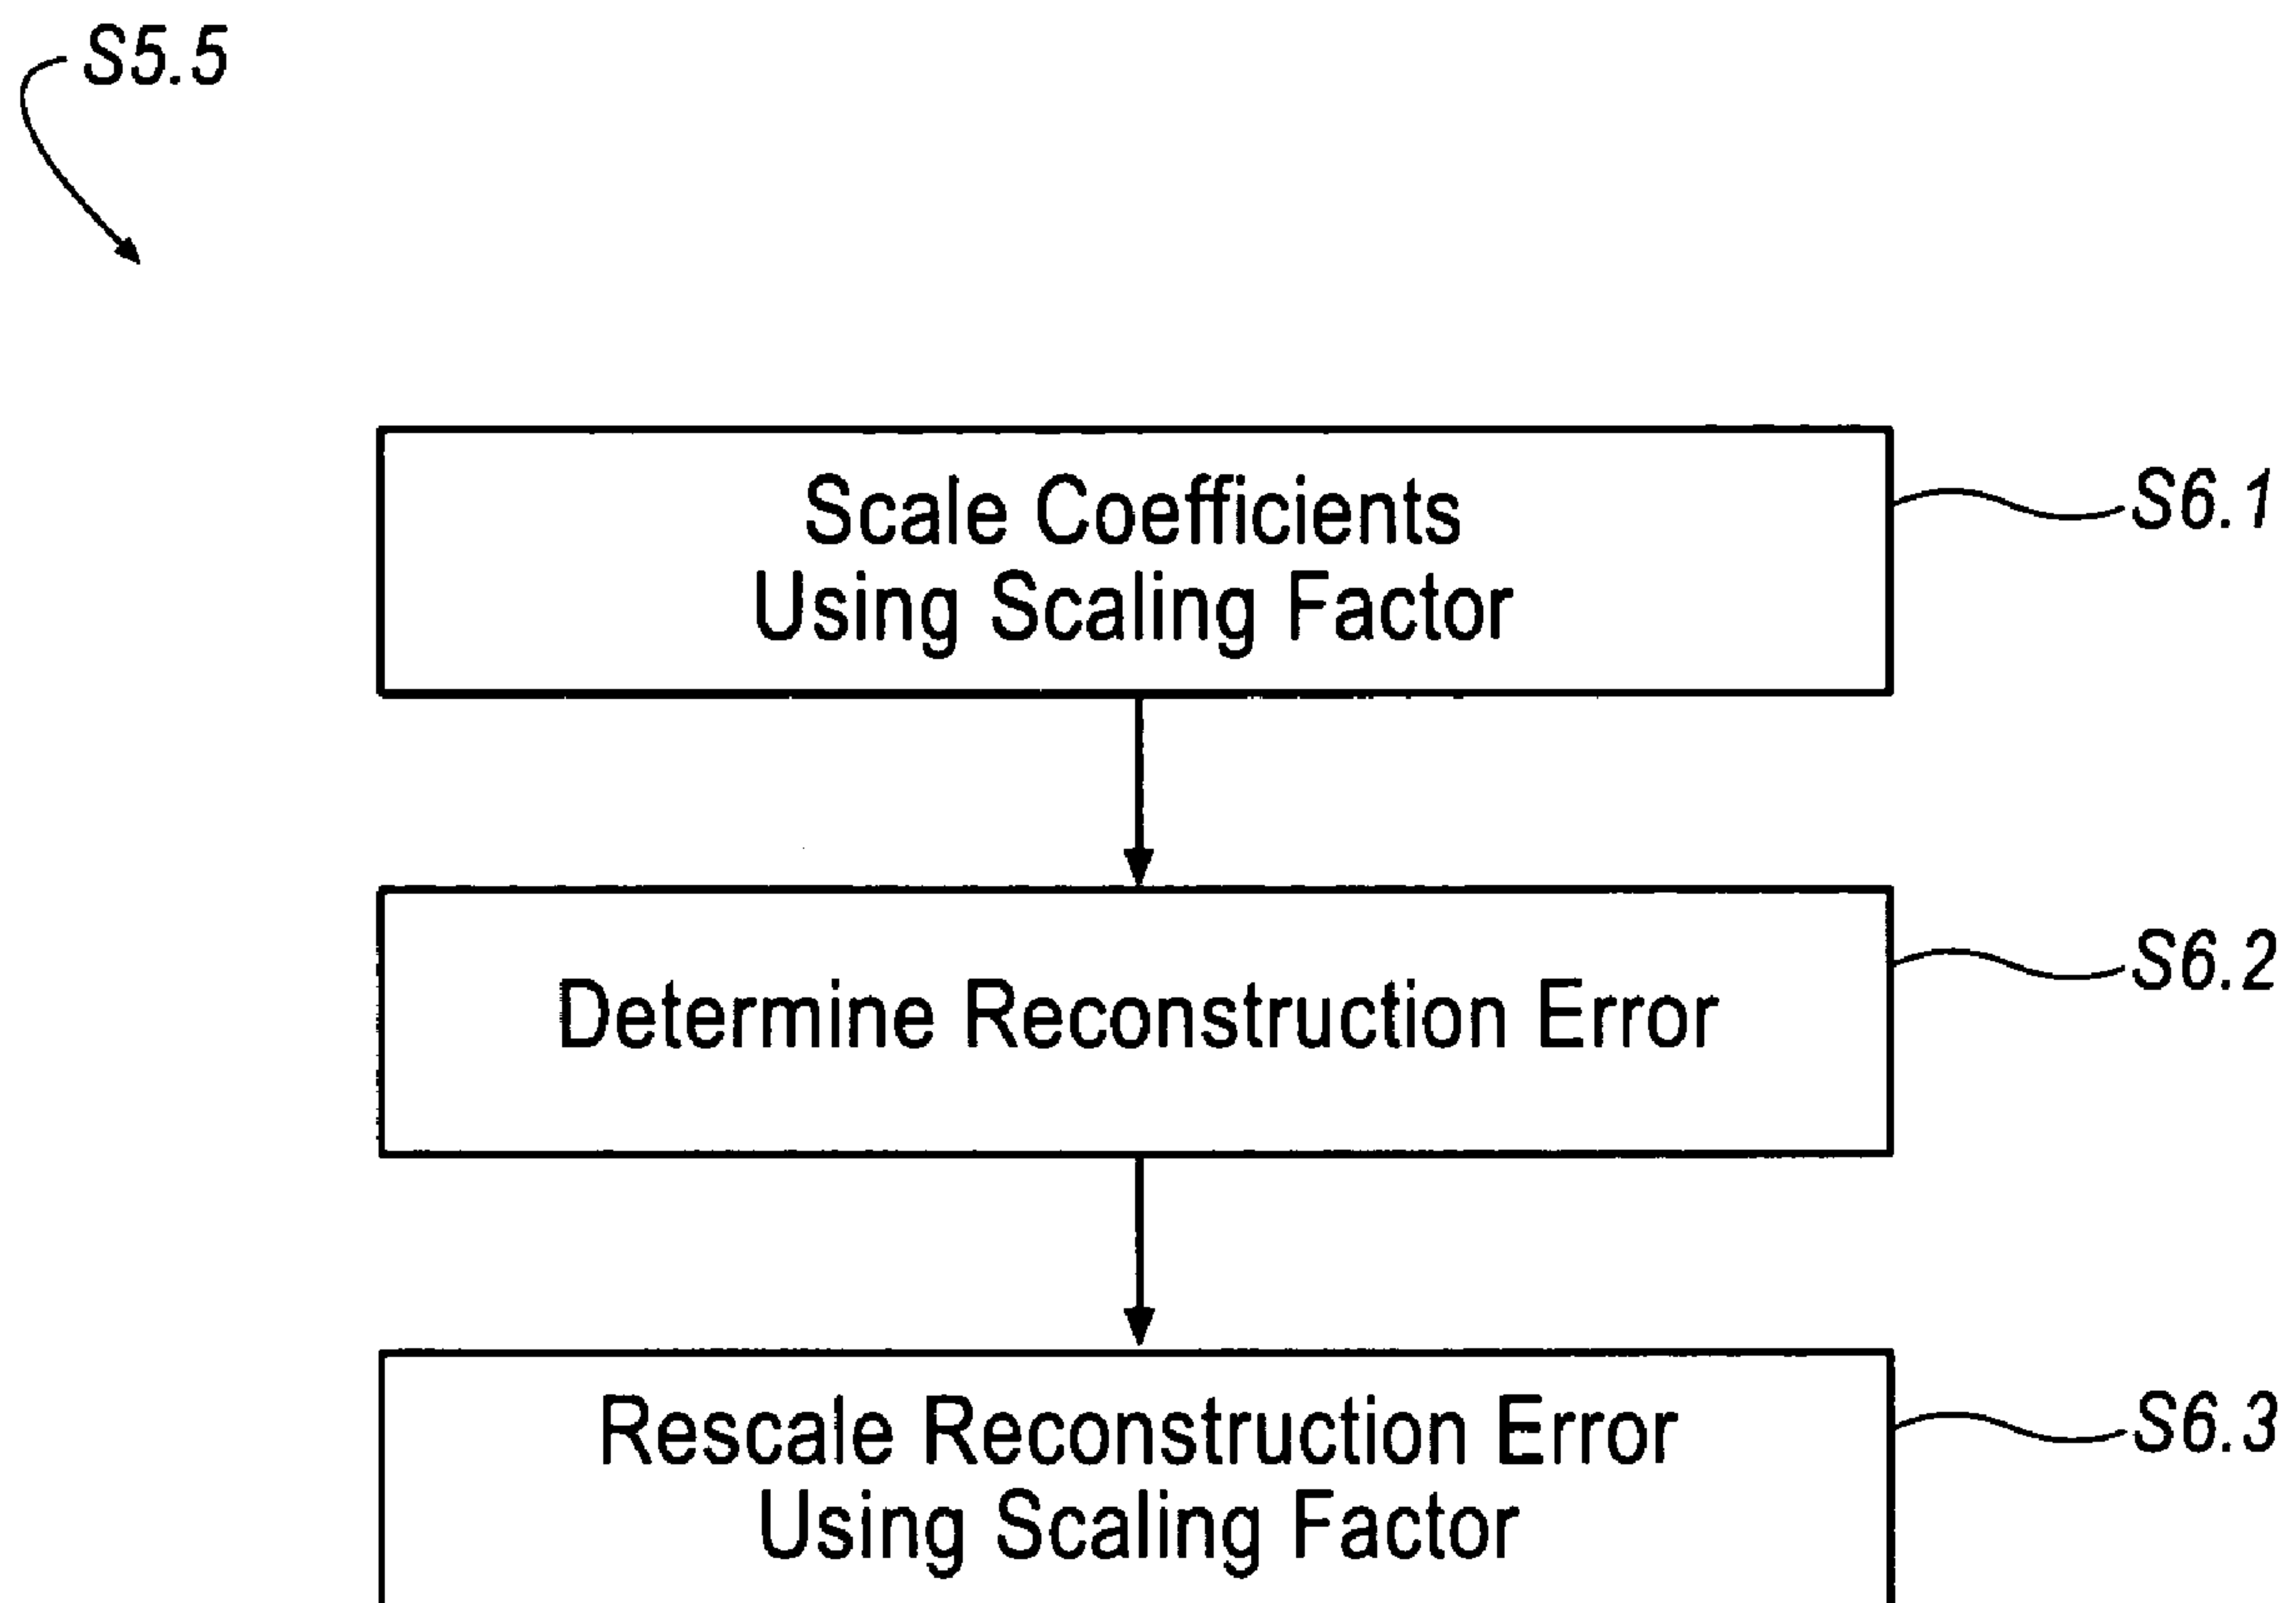 S5.5
Scale Coefficients
Using Scaling Factor
S6.1
Determine Reconstruction Error
S6.2
Rescale Reconstruction Error
Using Scaling Factor
S6.3